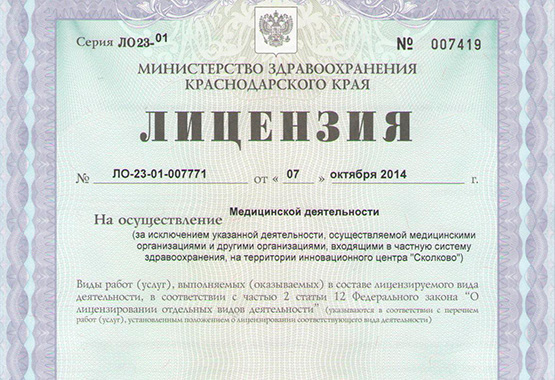 Серия ЛО23-01 № 007419
МИНИСТЕРСТВО ЗДРАВООХРАНЕНИЯ
КРАСНОДАРСКОГО КРАЯ
ЛИЦЕНЗИЯ
№ ЛО-23-01-007771 от « 07 » октября 2014 г.
На осуществление Медицинской деятельности
(за исключением указанной деятельности, осуществляемой медицинскими
организациями и другими организациями, входящими в частную систему
здравоохранения, на территории инновационного центра "Сколково")
Виды работ (услуг), выполняемых (оказываемых) в составе лицензируемого вида
деятельности, в соответствии с частью 2 статьи 12 Федерального закона "О
лицензировании отдельных видов деятельности" (указываются в соответствии с перечнем
работ (услуг), установленным положением о лицензировании соответствующего вида деятельности)